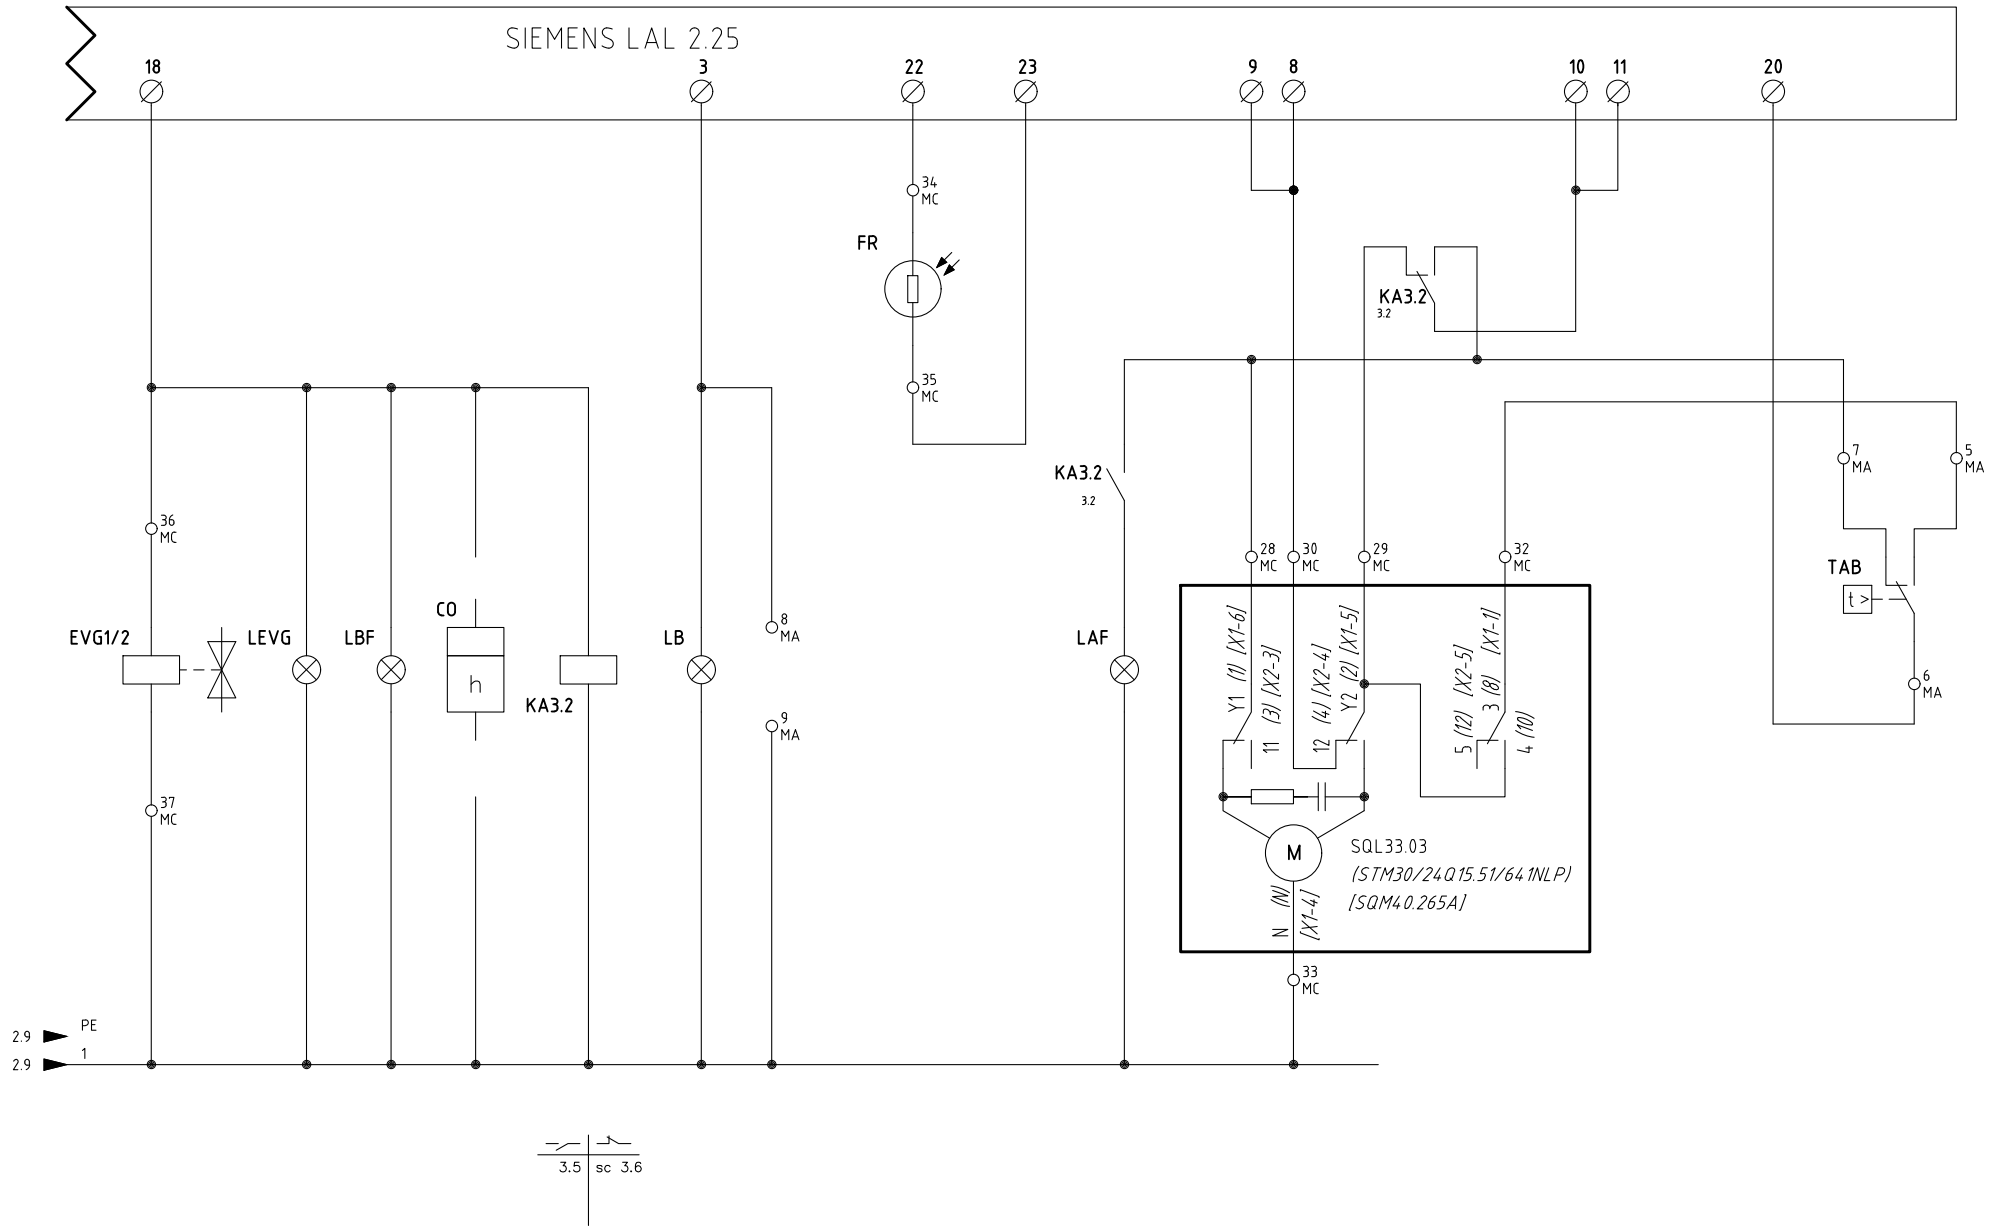 SIEMENS LAL 2.25
18
3
22
23
9
8
10
11
20
34
MC
FR
35
MC
KA3.2
3.2
KA3.2
3.2
7
MA
5
MA
36
MC
28
MC
30
MC
29
MC
32
MC
TAB
t >
CO
h
EVG1/2
LEVG
LBF
KA3.2
LB
8
MA
9
MA
LAF
6
MA
Y1 (1) [X1-6]
11 (3) [X2-3]
12 (4) [X2-4]
Y2 (2) [X1-5]
5 (12) [X2-5]
3 (8) [X1-1]
4 (10)
37
MC
M
SQL33.03
(STM30/24Q15.51/641NLP)
[SQM40.265A]
N (N)
[X1-4]
33
MC
2.9
PE
2.9
1
3.5
sc 3.6